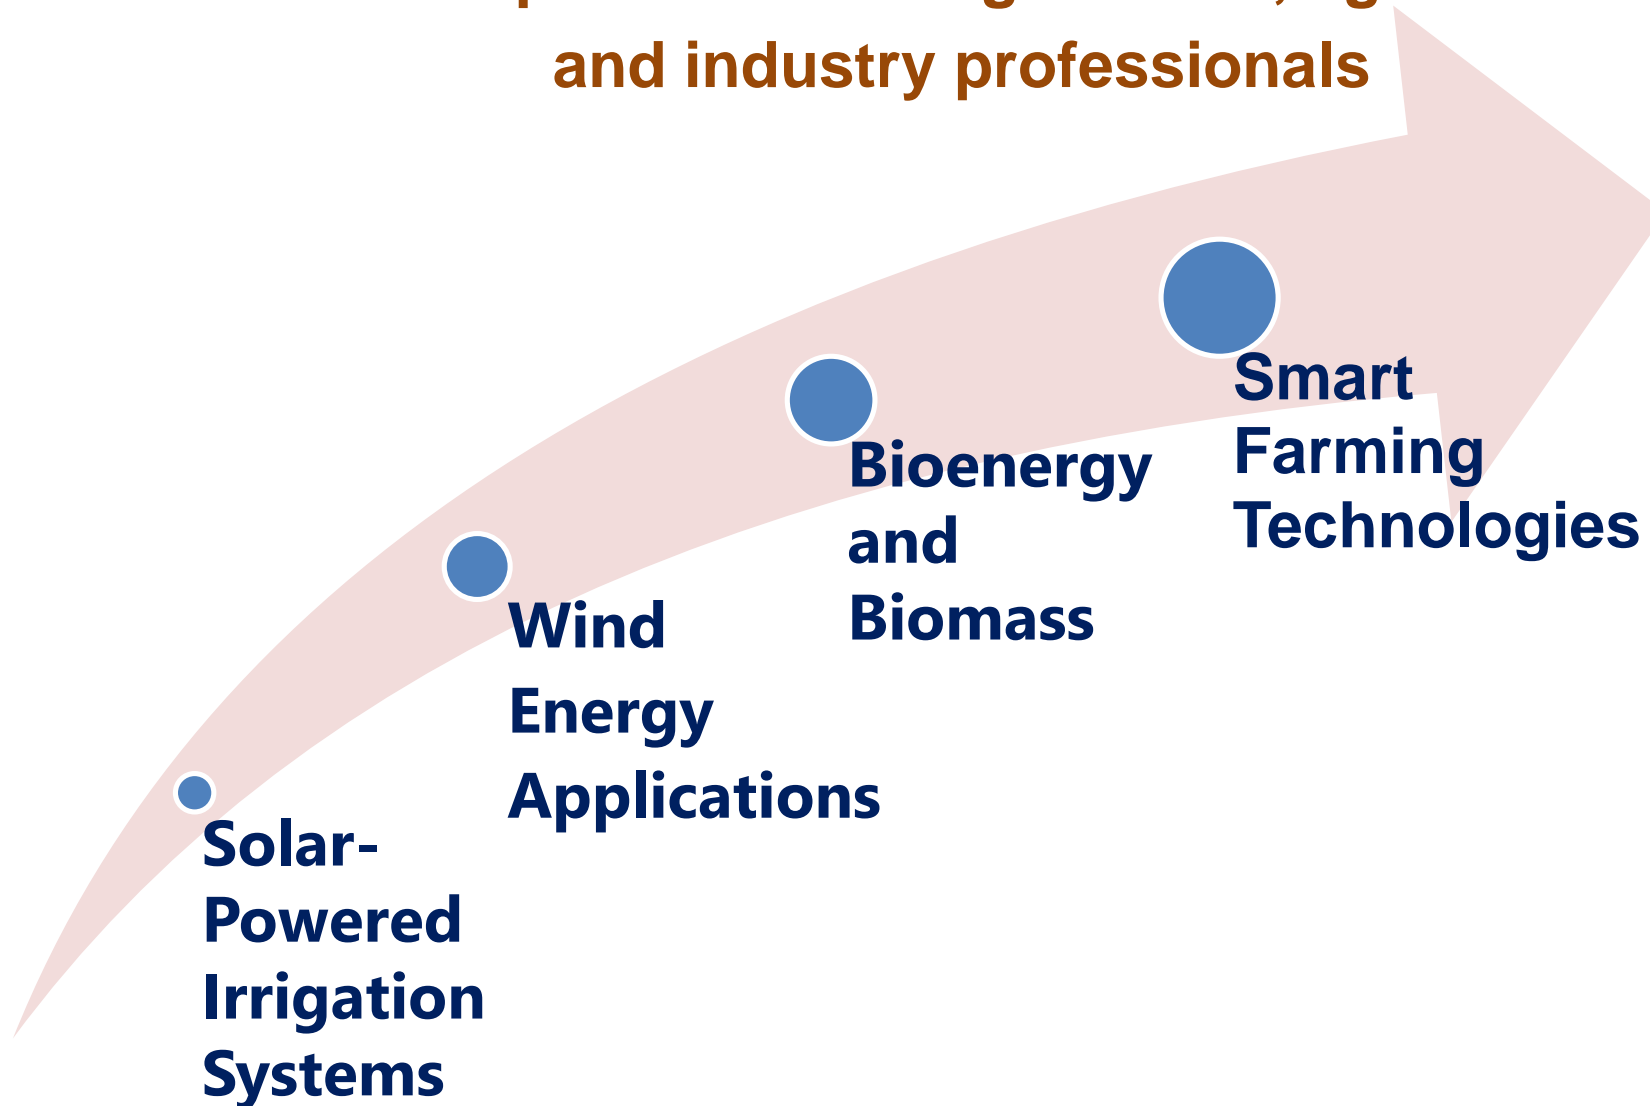 and industry professionals
Smart
Farming
Technologies
Bioenergy
and
Biomass
Wind
Energy
Applications
Solar-
Powered
Irrigation
Systems